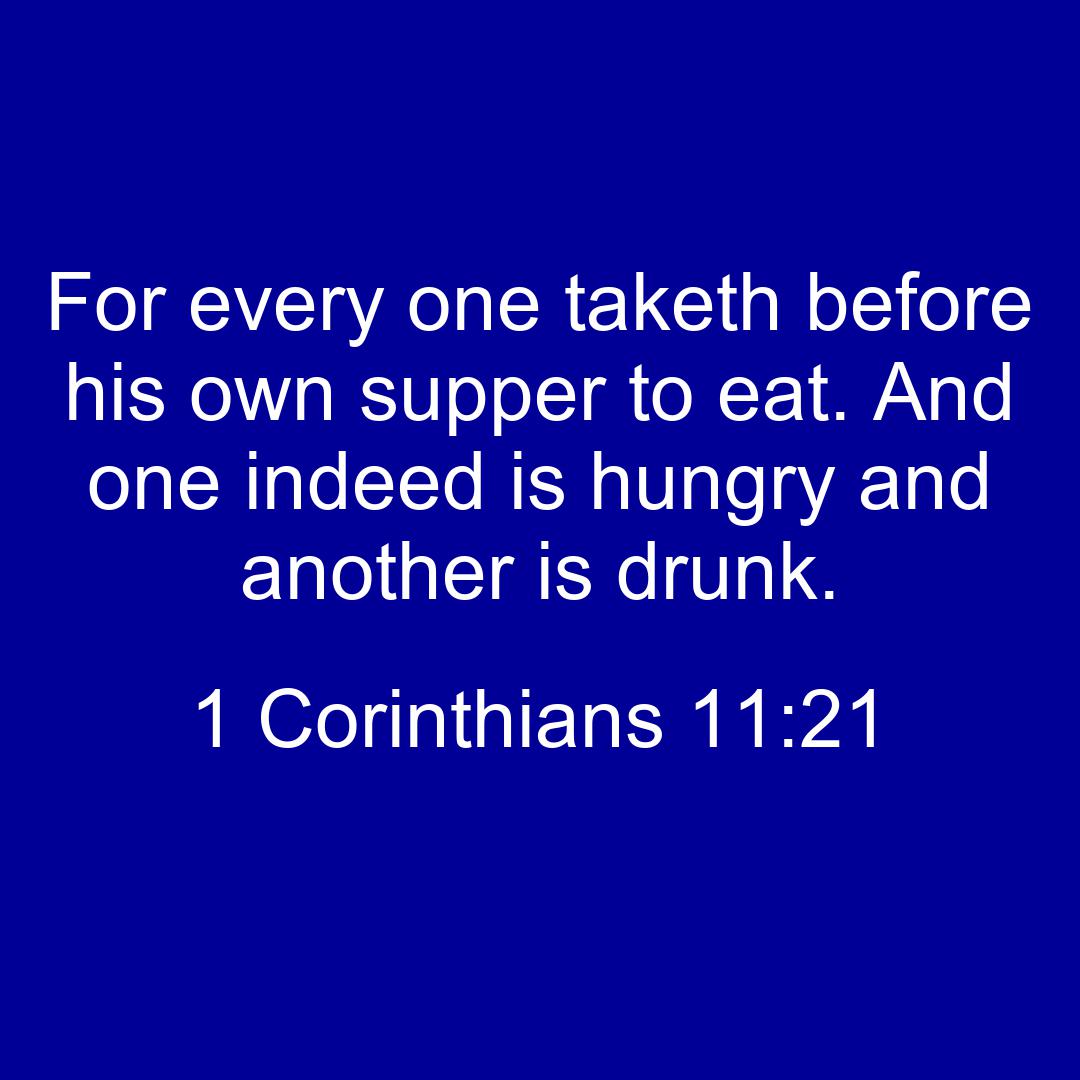 For every one taketh before
his own supper to eat. And
one indeed is hungry and
another is drunk.
1 Corinthians 11:21